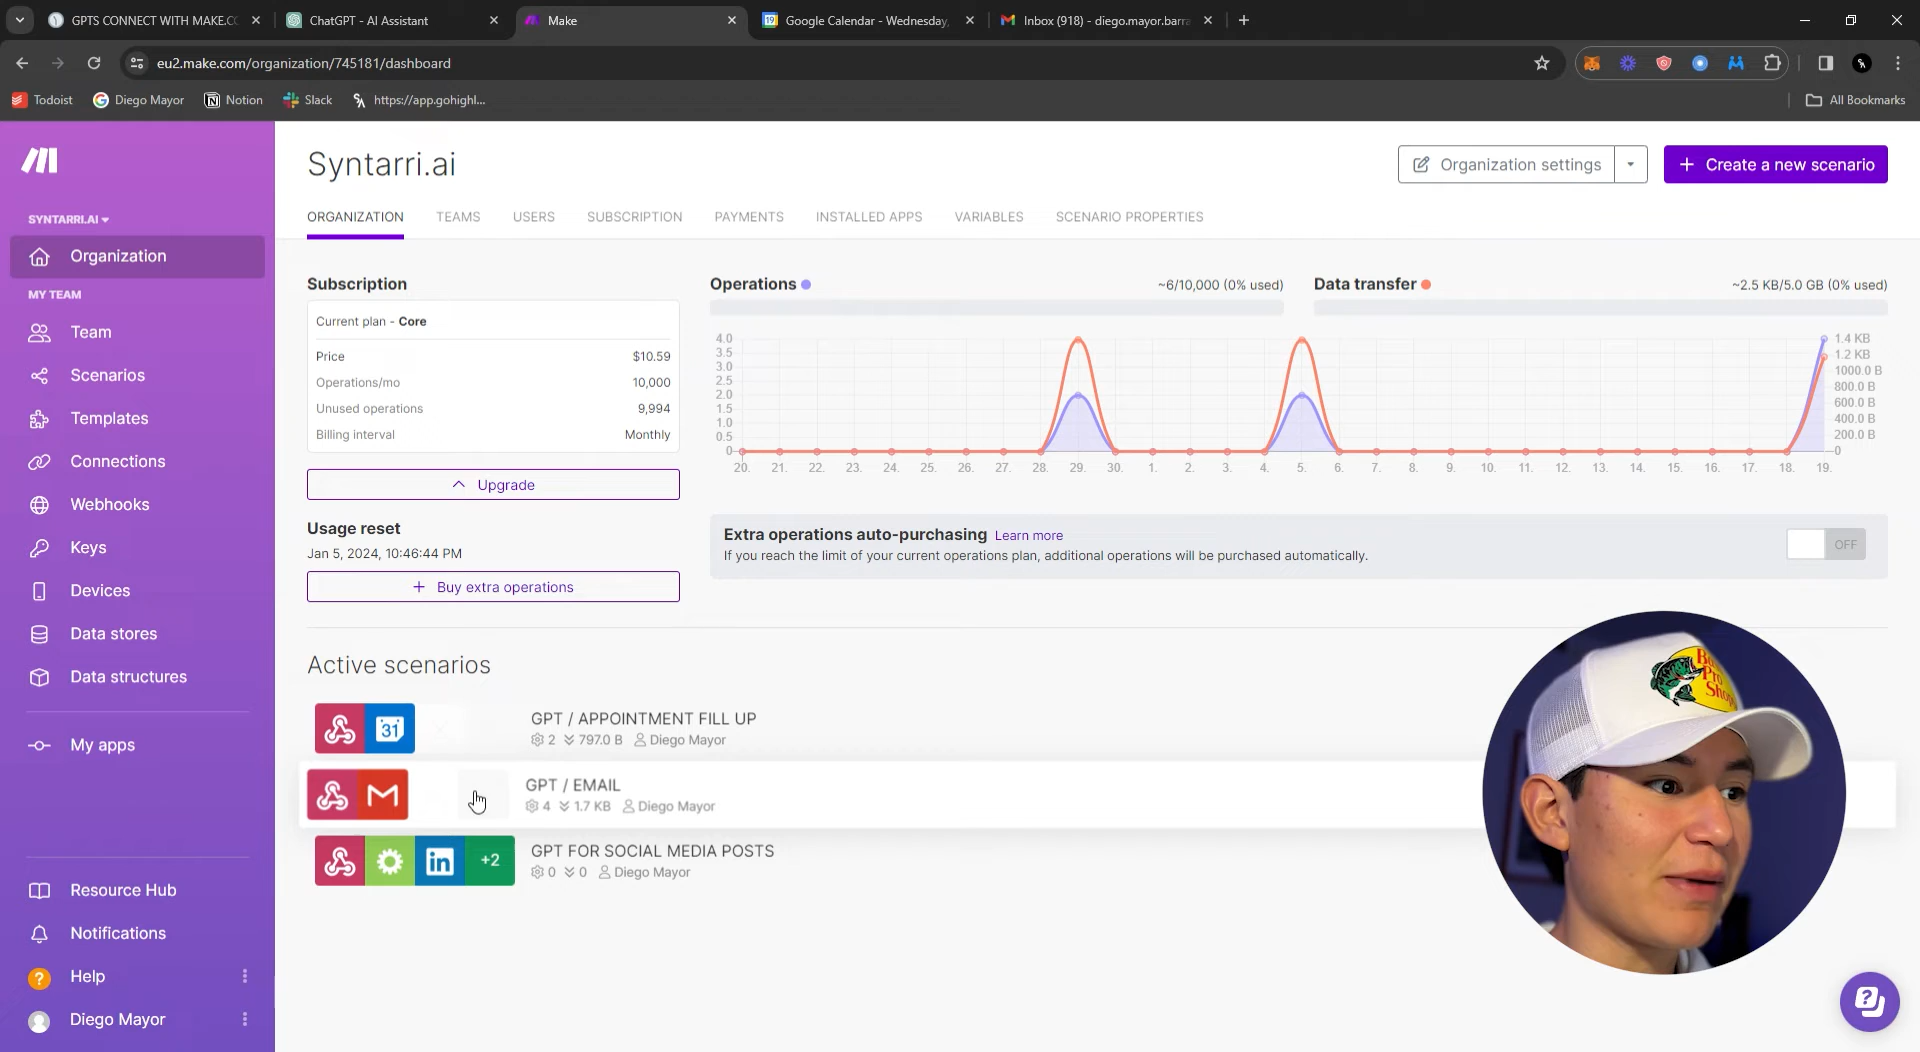 GPTS CONNECT WITH MAKE.CO
ChatGPT - AI Assistant
Make
Google Calendar - Wednesday,
Inbox (918) - diego.mayor.barra
eu2.make.com/organization/745181/dashboard
Todoist
Diego Mayor
Notion
Slack
https://app.gohighl...
All Bookmarks
SYNTARRI.AI
Organization
MY TEAM
Team
Scenarios
Templates
Connections
Webhooks
Keys
Devices
Data stores
Data structures
My apps
Resource Hub
Notifications
Help
Diego Mayor
Syntarri.ai
Organization settings
+ Create a new scenario
ORGANIZATION
TEAMS
USERS
SUBSCRIPTION
PAYMENTS
INSTALLED APPS
VARIABLES
SCENARIO PROPERTIES
Subscription
Current plan - Core
Price $10.59
Operations/mo 10,000
Unused operations 9,994
Billing interval Monthly
Upgrade
Usage reset
Jan 5, 2024, 10:46:44 PM
+ Buy extra operations
Operations ~6/10,000 (0% used)
Data transfer ~2.5 KB/5.0 GB (0% used)
4.0
3.5
3.0
2.5
2.0
1.5
1.0
0.5
0
1.4 KB
1.2 KB
1000.0 B
800.0 B
600.0 B
400.0 B
200.0 B
0
20. 21. 22. 23. 24. 25. 26. 27. 28. 29. 30. 1. 2. 3. 4. 5. 6. 7. 8. 9. 10. 11. 12. 13. 14. 15. 16. 17. 18. 19.
Extra operations auto-purchasing Learn more
If you reach the limit of your current operations plan, additional operations will be purchased automatically.
OFF
Active scenarios
31
GPT / APPOINTMENT FILL UP
2 797.0 B Diego Mayor
GPT / EMAIL
4 1.7 KB Diego Mayor
in +2
GPT FOR SOCIAL MEDIA POSTS
0 0 Diego Mayor
Pro Shops